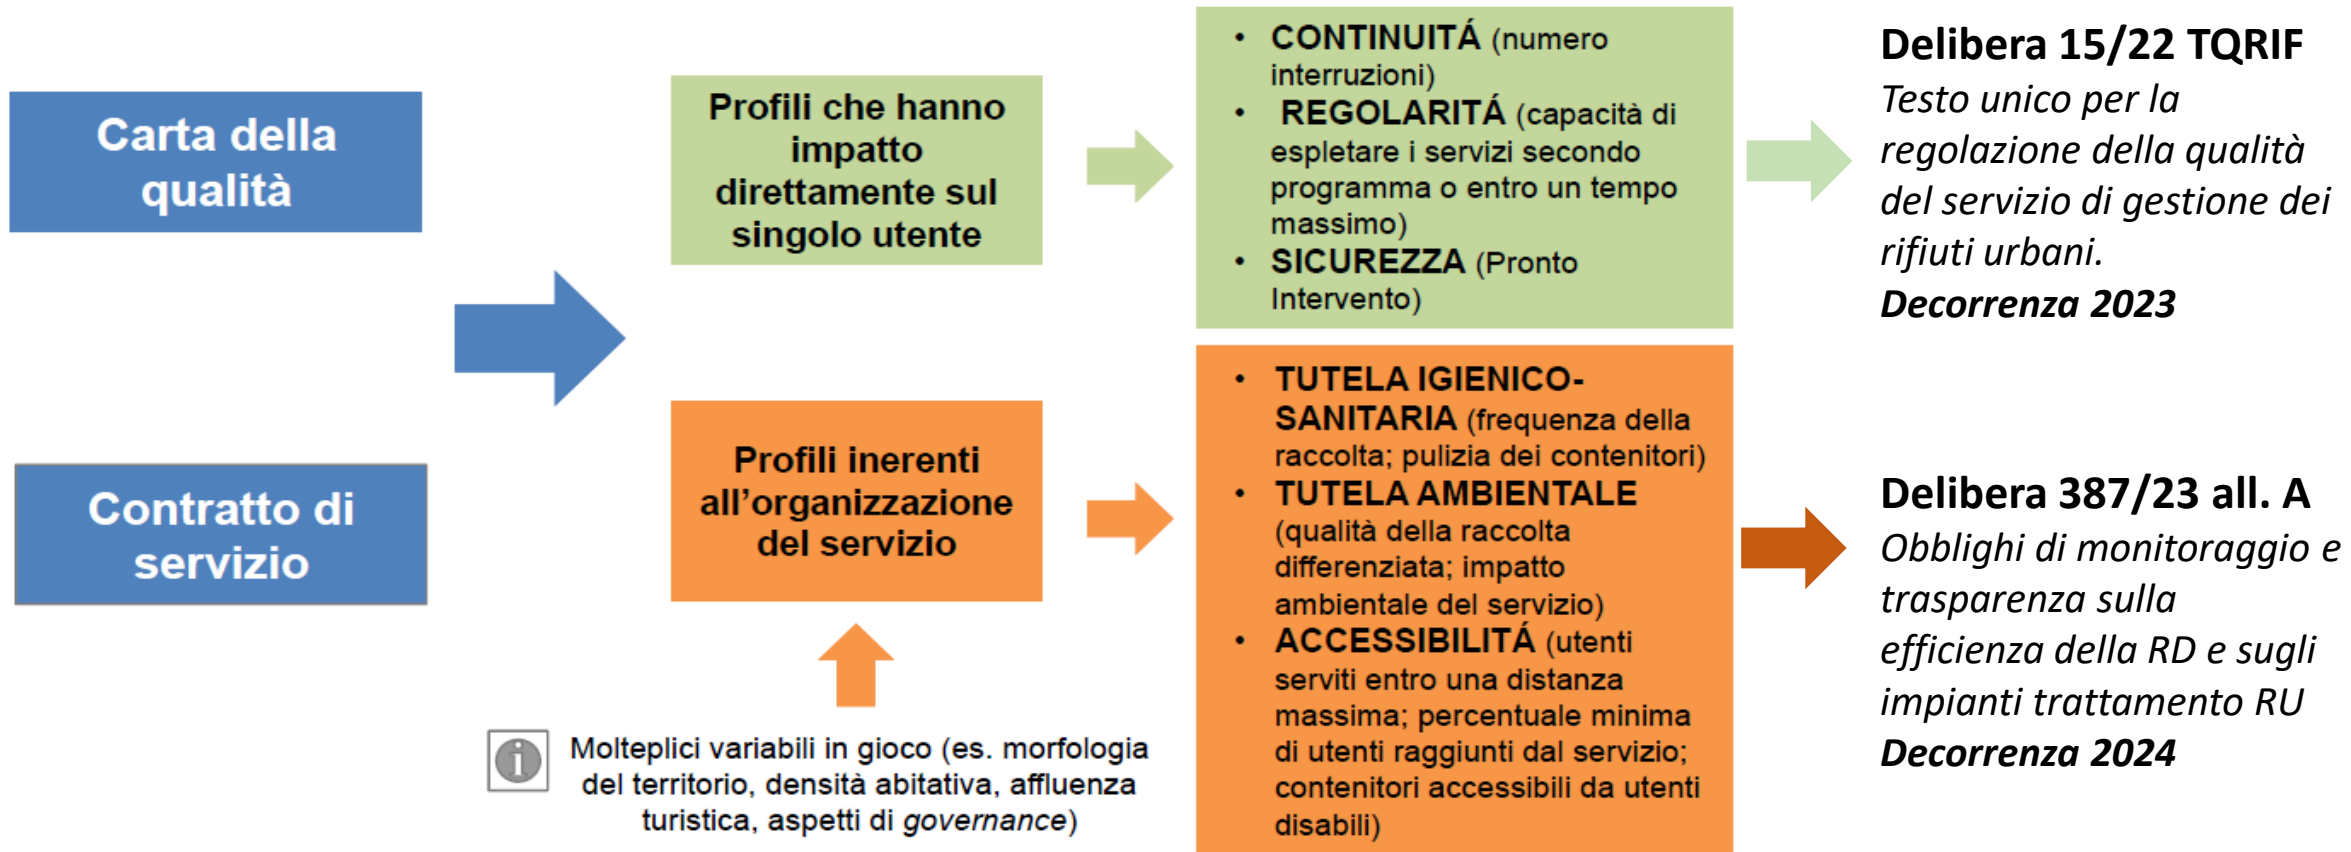 Carta della
qualità
Contratto di
servizio
Profili che hanno
impatto
direttamente sul
singolo utente
Profili inerenti
all'organizzazione
del servizio
Molteplici variabili in gioco (es. morfologia
del territorio, densità abitativa, affluenza
turistica, aspetti di governance)
• CONTINUITÁ (numero
interruzioni)
• REGOLARITÁ (capacità di
espletare i servizi secondo
programma o entro un tempo
massimo)
• SICUREZZA (Pronto
Intervento)
• TUTELA IGIENICO-
SANITARIA (frequenza della
raccolta; pulizia dei contenitori)
• TUTELA AMBIENTALE
(qualità della raccolta
differenziata; impatto
ambientale del servizio)
• ACCESSIBILITÁ (utenti
serviti entro una distanza
massima; percentuale minima
di utenti raggiunti dal servizio;
contenitori accessibili da utenti
disabili)
Delibera 15/22 TQRIF
Testo unico per la
regolazione della qualità
del servizio di gestione dei
rifiuti urbani.
Decorrenza 2023
Delibera 387/23 all. A
Obblighi di monitoraggio e
trasparenza sulla
efficienza della RD e sugli
impianti trattamento RU
Decorrenza 2024